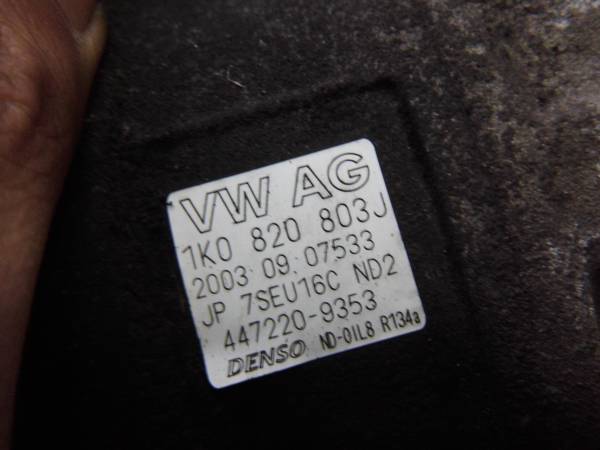 VW AG
1K0 820 803J
2003 09 07533
JP 7SEU16C ND2
447220-9353
DENSO ND-OIL8 R134a